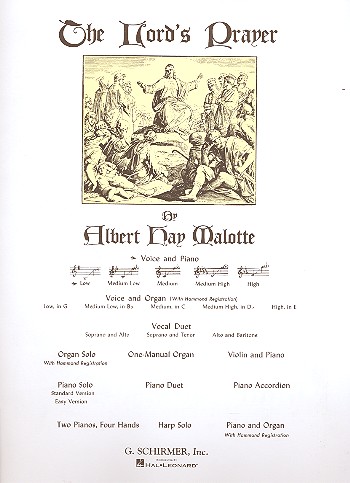 The Lord's Prayer
By
Albert Hay Malotte
Voice and Piano
Low Medium Low Medium Medium High High
Voice and Organ (With Hammond Registration)
Low, in G Medium Low, in B♭ Medium, in C Medium High, in D♭ High, in E
Vocal Duet
Soprano and Alto Soprano and Tenor Alto and Baritone
Organ Solo One-Manual Organ Violin and Piano
With Hammond Registration
Piano Solo Piano Duet Piano Accordion
Standard Version
Easy Version
Two Pianos, Four Hands Harp Solo Piano and Organ
With Hammond Registration
G. SCHIRMER, Inc.
HAL•LEONARD